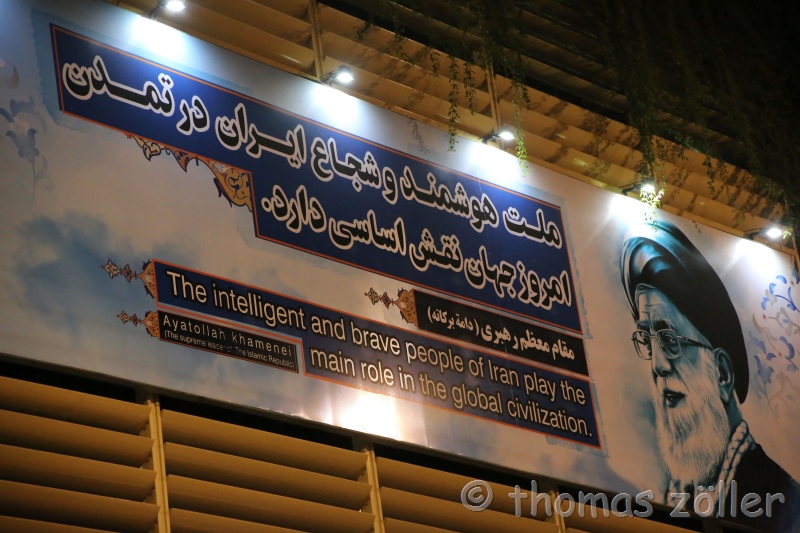 ملت هوشمند و شجاع ایران در تمدن
امروز جهان نقش اساسی دارد.
مقام معظم رهبری (دامة برکاته)
The intelligent and brave people of Iran play the
main role in the global civilization.
Ayatollah khamenei
(The supreme leader of The Islamic Republic)
© thomas zöller